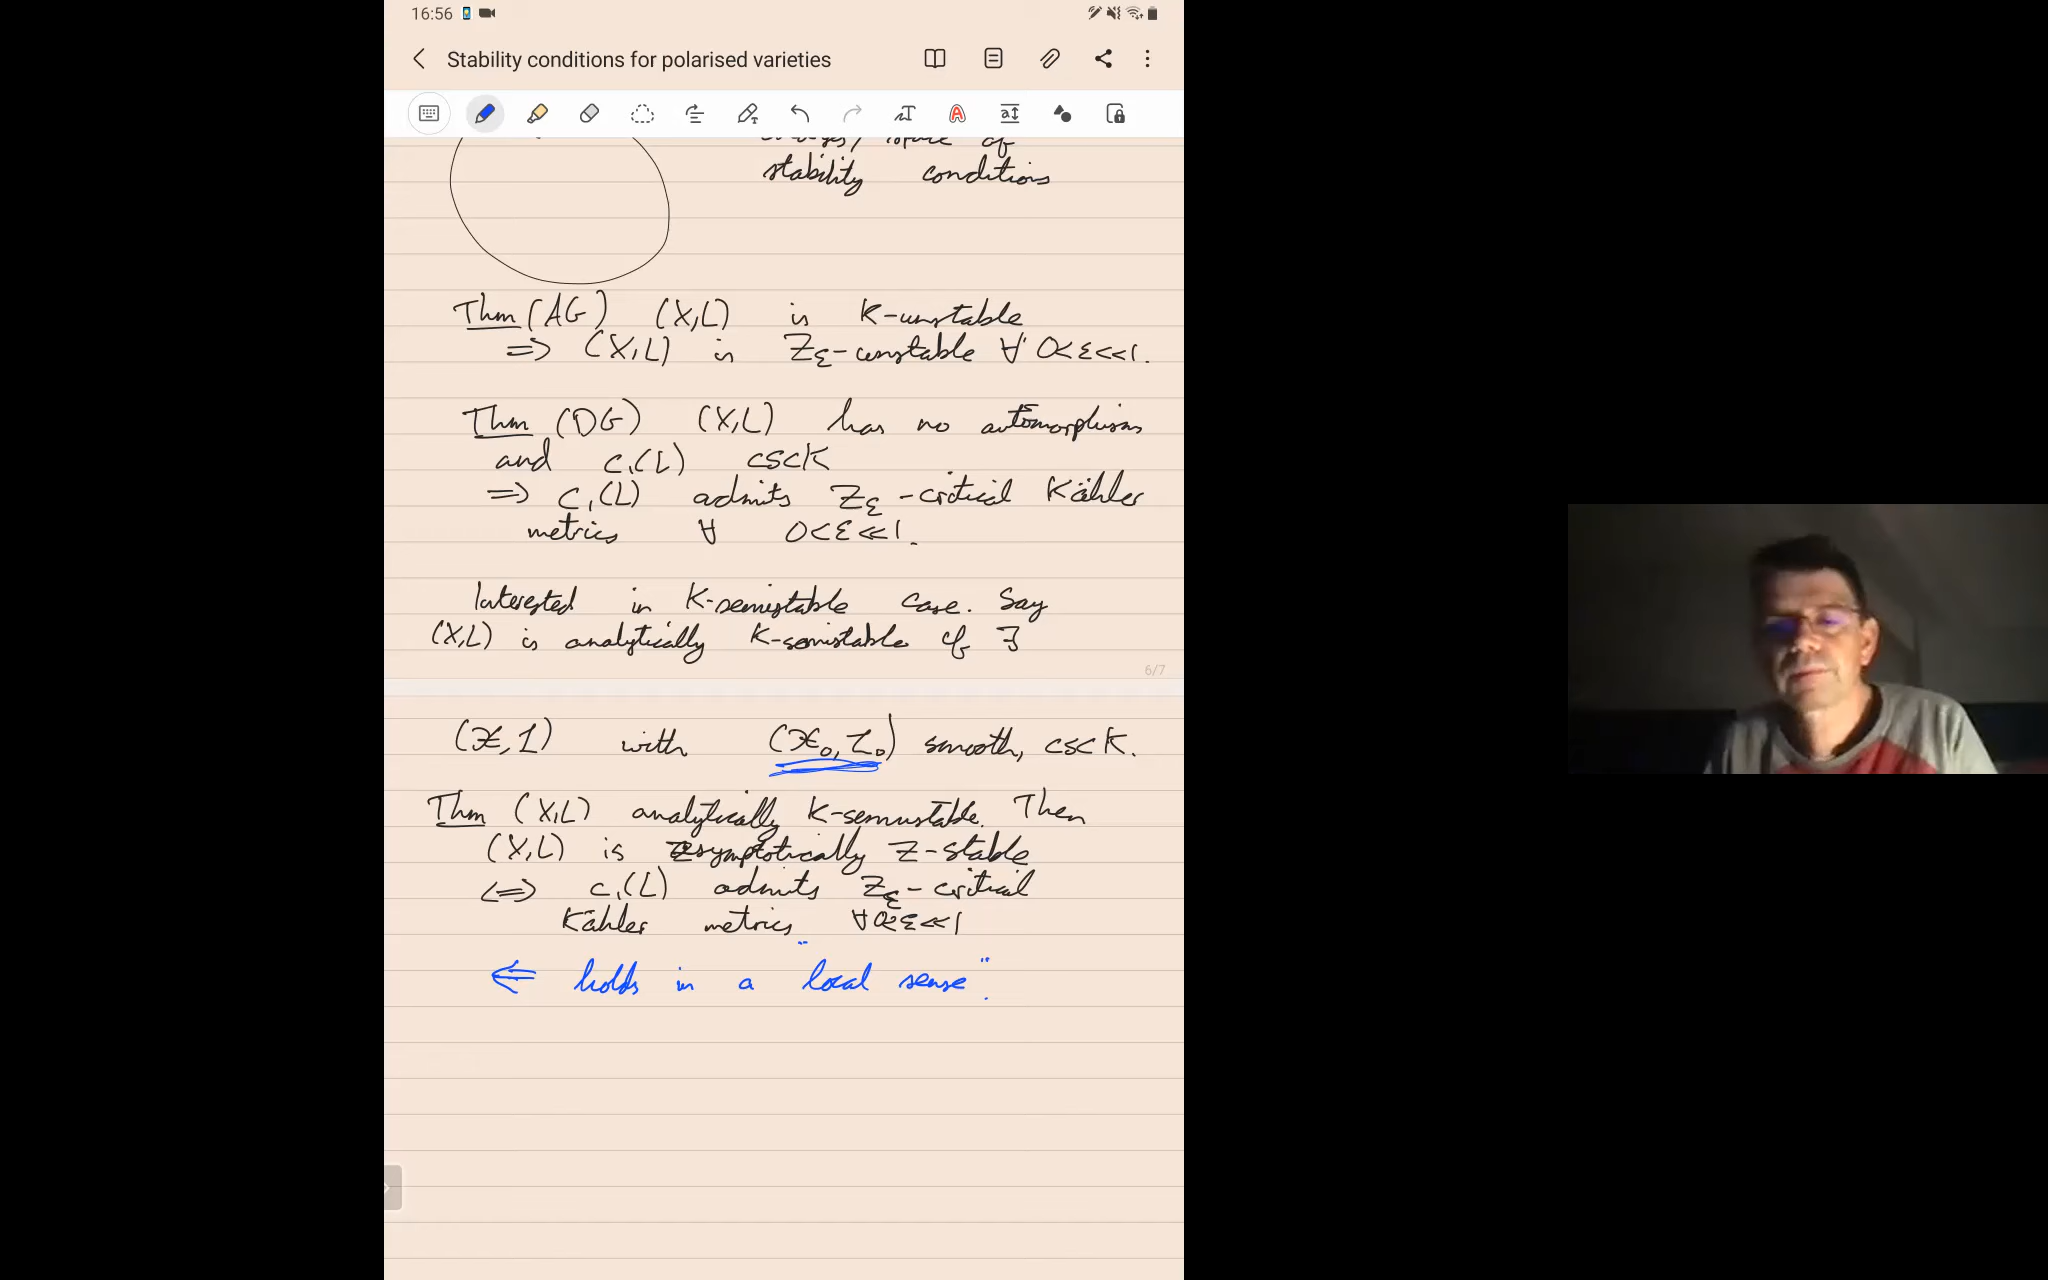 16:56
Stability conditions for polarised varieties
stability conditions
Thm (AG) (X,L) is K-unstable
=> (X,L) is Z_ε-unstable ∀ 0<ε<<1.
Thm (DG) (X,L) has no automorphisms
and c₁(L) cscK
=> c₁(L) admits Z_ε-critical Kähler
metrics ∀ 0<ε<<1.
Interested in K-semistable case. Say
(X,L) is analytically K-semistable if ∃
6/7
(𝒳,ℒ) with (𝒳₀,ℒ₀) smooth, cscK.
Thm (X,L) analytically K-semistable. Then
(X,L) is asymptotically Z-stable
<=> c₁(L) admits Z_ε-critical
Kähler metrics ∀ 0<ε<<1
<= holds in a "local sense".